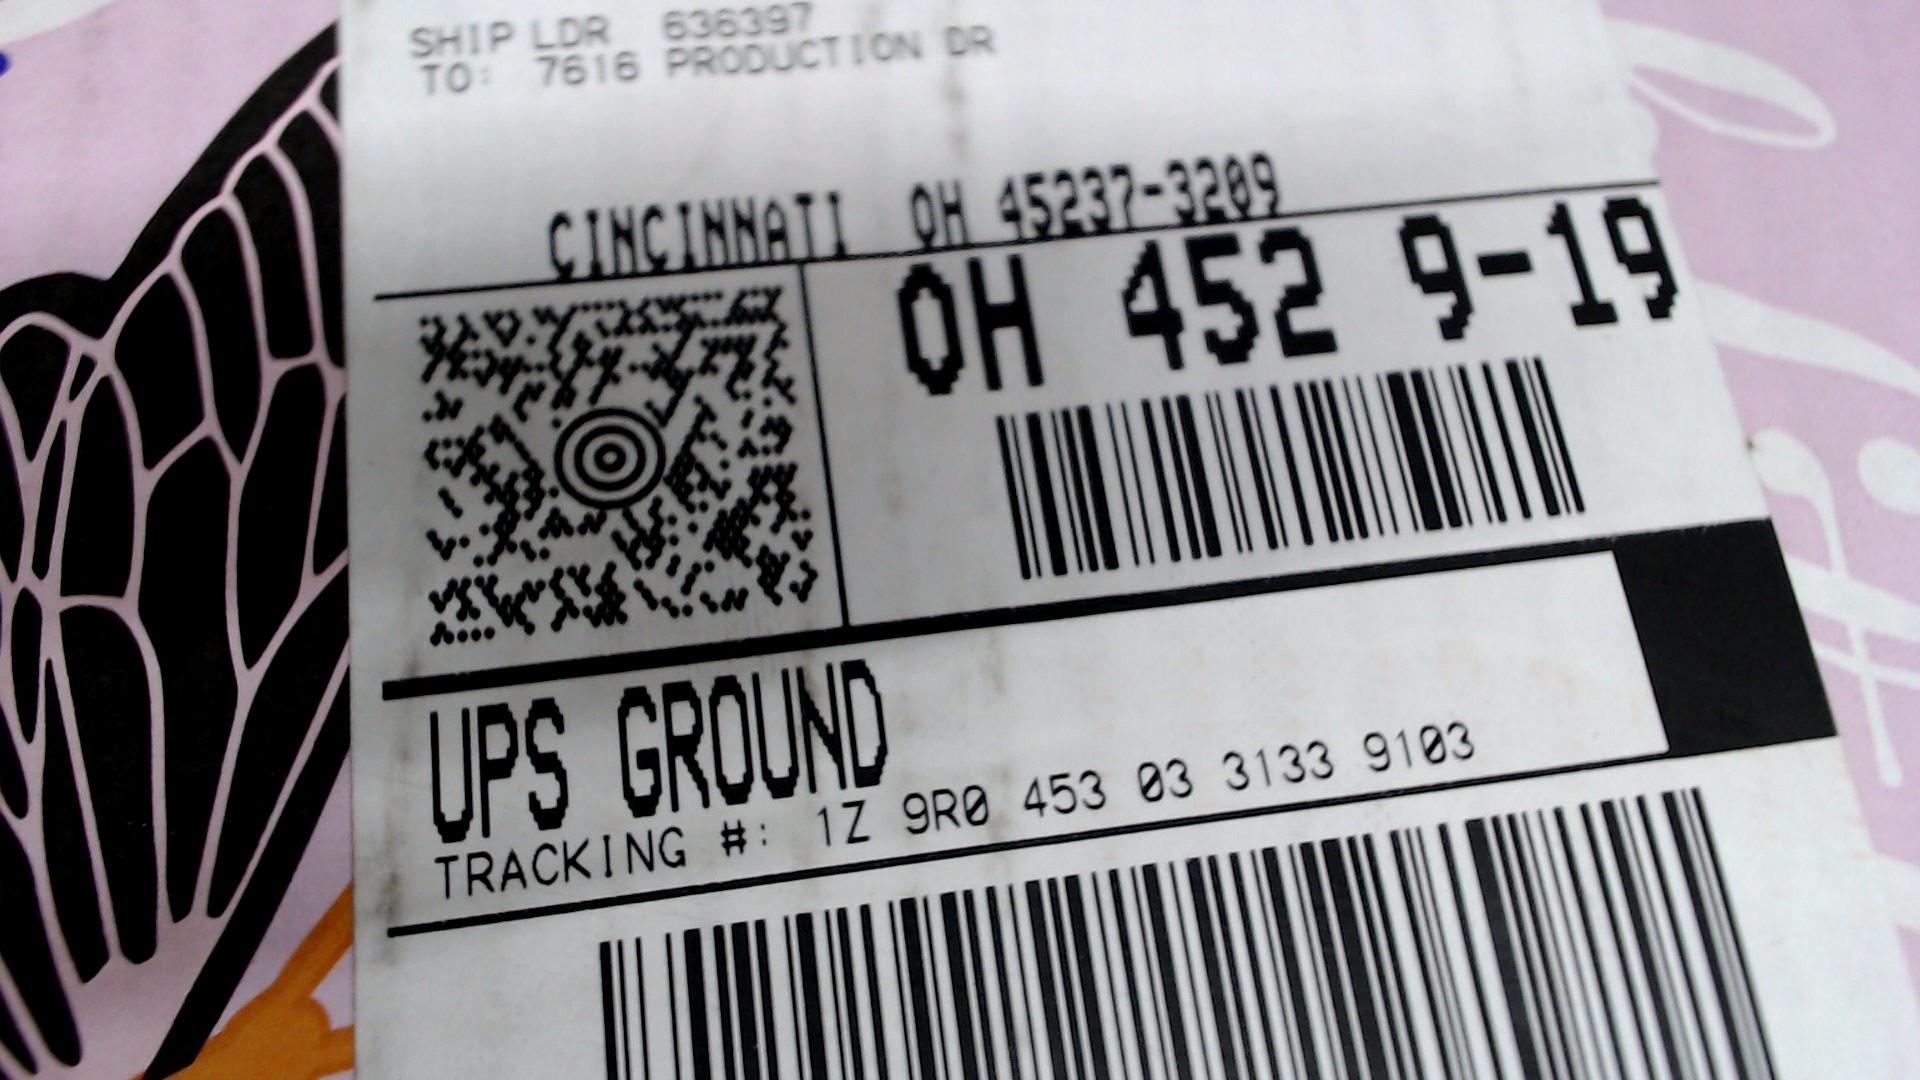 SHIP LDR 636397
TO: 7616 PRODUCTION DR
CINCINNATI OH 45237-3209
OH 452 9-19
UPS GROUND
TRACKING #: 1Z 9R0 453 03 3133 9103